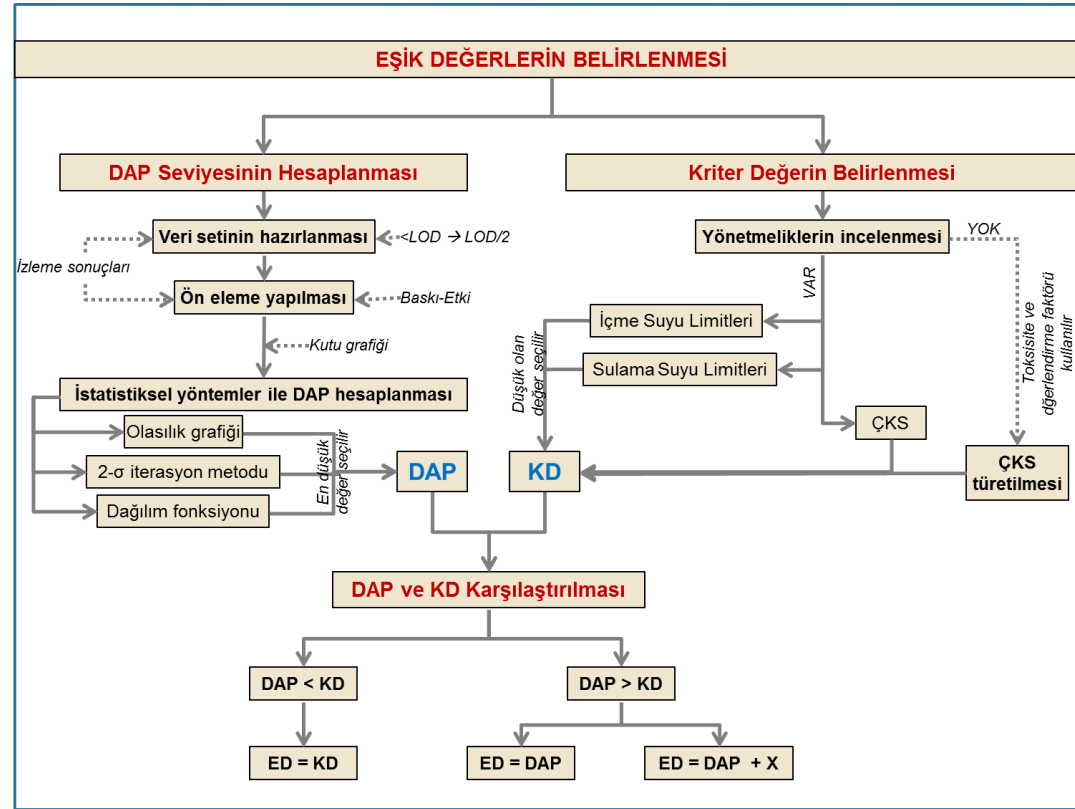 EŞİK DEĞERLERİN BELİRLENMESİ
DAP Seviyesinin Hesaplanması
Kriter Değerin Belirlenmesi
Veri setinin hazırlanması
<LOD → LOD/2
İzleme sonuçları
Ön eleme yapılması
Baskı-Etki
Kutu grafiği
İstatistiksel yöntemler ile DAP hesaplanması
Olasılık grafiği
2-σ iterasyon metodu
Dağılım fonksiyonu
En düşük
değer seçilir
DAP
Yönetmeliklerin incelenmesi
YOK
VAR
İçme Suyu Limitleri
Sulama Suyu Limitleri
Düşük olan
değer seçilir
Toksisite ve
dğerlendirme faktörü
kullanılır
ÇKS
KD
ÇKS
türetilmesi
DAP ve KD Karşılaştırılması
DAP < KD
DAP > KD
ED = KD
ED = DAP
ED = DAP + X